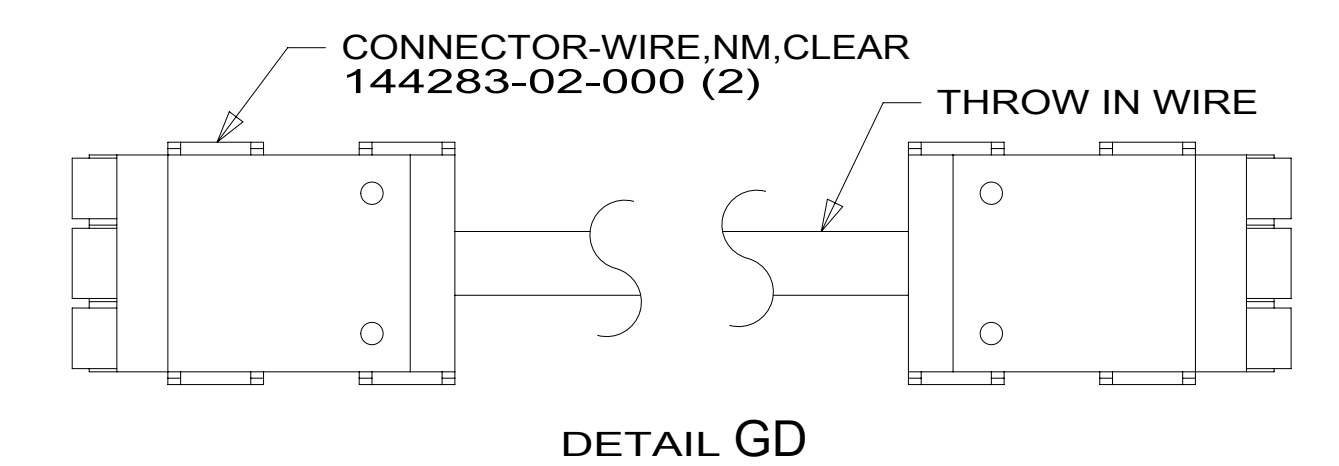 CONNECTOR-WIRE,NM,CLEAR
144283-02-000 (2)
THROW IN WIRE
DETAIL GD